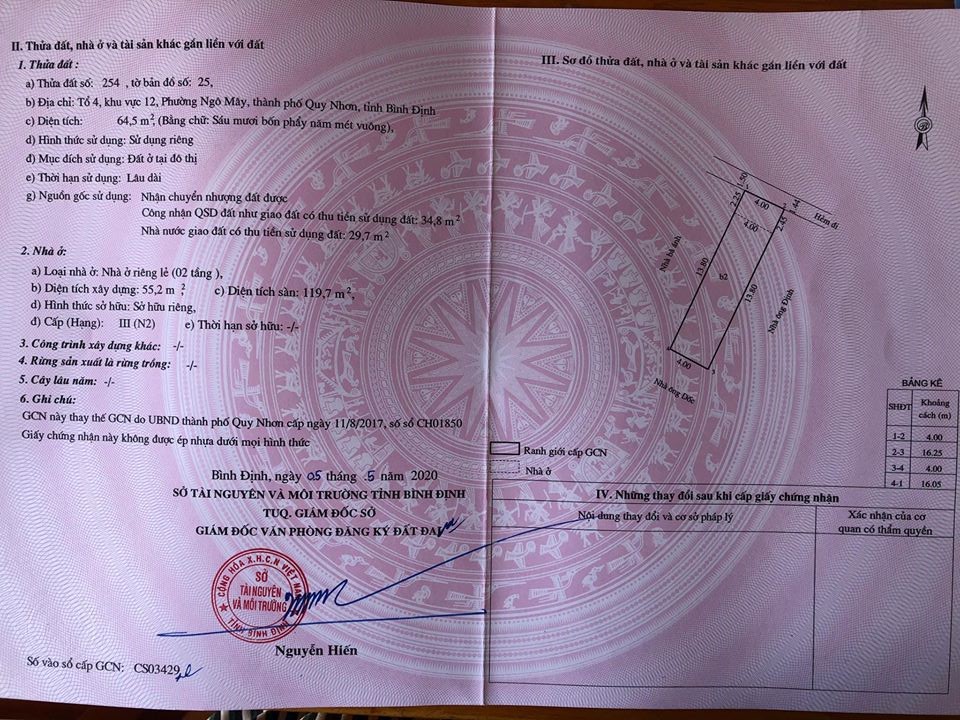 II. Thửa đất, nhà ở và tài sản khác gắn liền với đất
1. Thửa đất :
a) Thửa đất số: 254 , tờ bản đồ số: 25,
b) Địa chỉ: Tổ 4, khu vực 12, Phường Ngô Mây, thành phố Quy Nhơn, tỉnh Bình Định
c) Diện tích: 64,5 m², (Bằng chữ: Sáu mươi bốn phẩy năm mét vuông),
d) Hình thức sử dụng: Sử dụng riêng
đ) Mục đích sử dụng: Đất ở tại đô thị
e) Thời hạn sử dụng: Lâu dài
g) Nguồn gốc sử dụng: Nhận chuyển nhượng đất được
Công nhận QSD đất như giao đất có thu tiền sử dụng đất: 34,8 m²
Nhà nước giao đất có thu tiền sử dụng đất: 29,7 m²
2. Nhà ở:
a) Loại nhà ở: Nhà ở riêng lẻ (02 tầng ),
b) Diện tích xây dựng: 55,2 m², c) Diện tích sàn: 119,7 m²,
d) Hình thức sở hữu: Sở hữu riêng,
đ) Cấp (Hạng): III (N2) e) Thời hạn sở hữu: -/-
3. Công trình xây dựng khác: -/-
4. Rừng sản xuất là rừng trồng: -/-
5. Cây lâu năm: -/-
6. Ghi chú:
GCN này thay thế GCN do UBND thành phố Quy Nhơn cấp ngày 11/8/2017, số sổ CH01850
Giấy chứng nhận này không được ép nhựa dưới mọi hình thức
Bình Định, ngày 05 tháng 5 năm 2020
SỞ TÀI NGUYÊN VÀ MÔI TRƯỜNG TỈNH BÌNH ĐỊNH
TUQ. GIÁM ĐỐC SỞ
GIÁM ĐỐC VĂN PHÒNG ĐĂNG KÝ ĐẤT ĐAI
CỘNG HÒA X.H.C.N VIỆT NAM
SỞ
TÀI NGUYÊN
VÀ MÔI TRƯỜNG
TỈNH BÌNH ĐỊNH
Nguyễn Hiến
Số vào sổ cấp GCN: CS03429
III. Sơ đồ thửa đất, nhà ở và tài sản khác gắn liền với đất
1.50
2.25
4.00
1.44
Hẻm đi
4.00
2.45
Nhà bà ánh
13.80
b2
13.80
Nhà ông Định
4.00
3
Nhà ông Dốc
BẢNG KÊ
SHĐT Khoảng cách (m)
1-2 4.00
2-3 16.25
3-4 4.00
4-1 16.05
Ranh giới cấp GCN
Nhà ở
IV. Những thay đổi sau khi cấp giấy chứng nhận
Nội dung thay đổi và cơ sở pháp lý
Xác nhận của cơ
quan có thẩm quyền